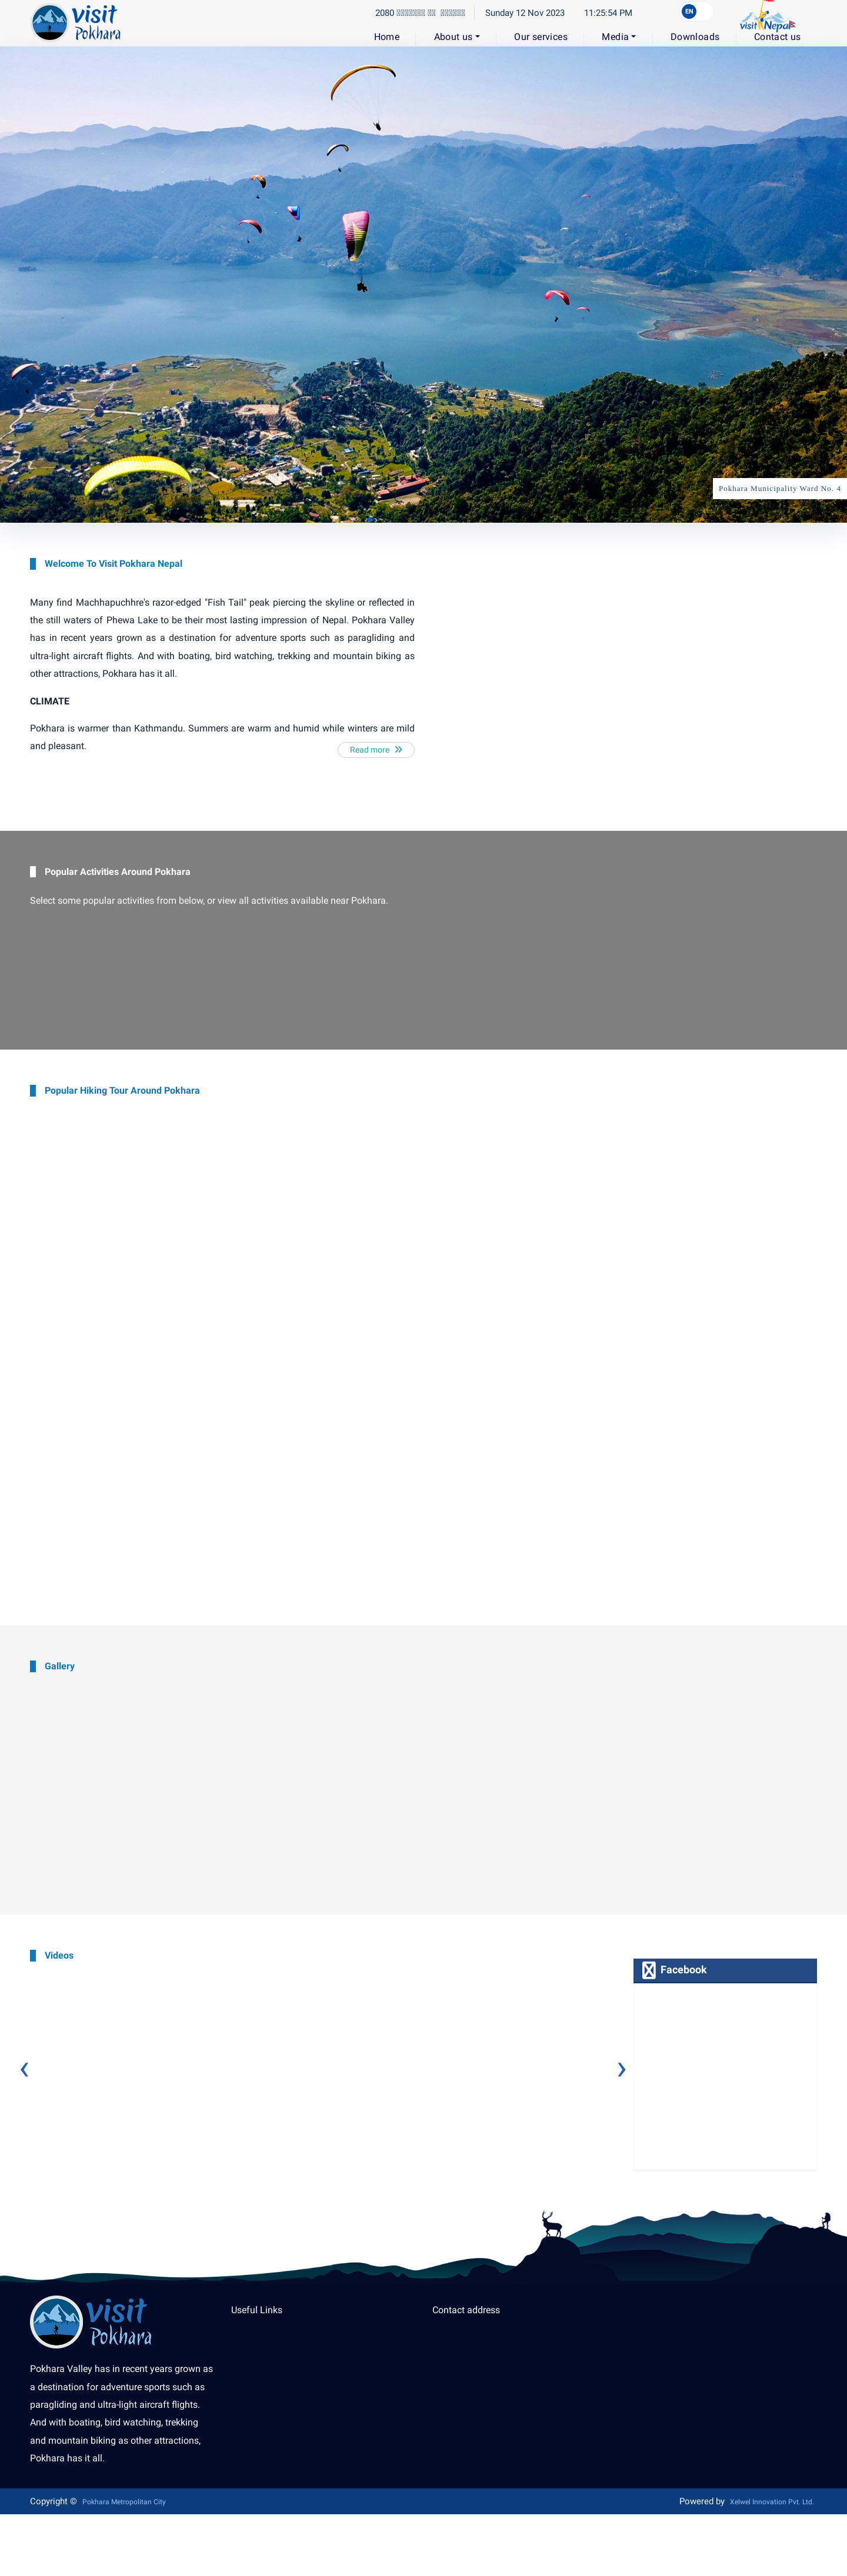 visit
Pokhara
2080
Sunday 12 Nov 2023
11:25:54 PM
EN
visit Nepal
Home
About us
Our services
Media
Downloads
Contact us
Pokhara Municipality Ward No. 4
Welcome To Visit Pokhara Nepal
Many find Machhapuchhre's razor-edged "Fish Tail" peak piercing the skyline or reflected in
the still waters of Phewa Lake to be their most lasting impression of Nepal. Pokhara Valley
has in recent years grown as a destination for adventure sports such as paragliding and
ultra-light aircraft flights. And with boating, bird watching, trekking and mountain biking as
other attractions, Pokhara has it all.
CLIMATE
Pokhara is warmer than Kathmandu. Summers are warm and humid while winters are mild
and pleasant.
Read more
Popular Activities Around Pokhara
Select some popular activities from below, or view all activities available near Pokhara.
Popular Hiking Tour Around Pokhara
Gallery
Videos
Facebook
visit
Pokhara
Useful Links
Contact address
Pokhara Valley has in recent years grown as
a destination for adventure sports such as
paragliding and ultra-light aircraft flights.
And with boating, bird watching, trekking
and mountain biking as other attractions,
Pokhara has it all.
Copyright © Pokhara Metropolitan City
Powered by Xelwel Innovation Pvt. Ltd.